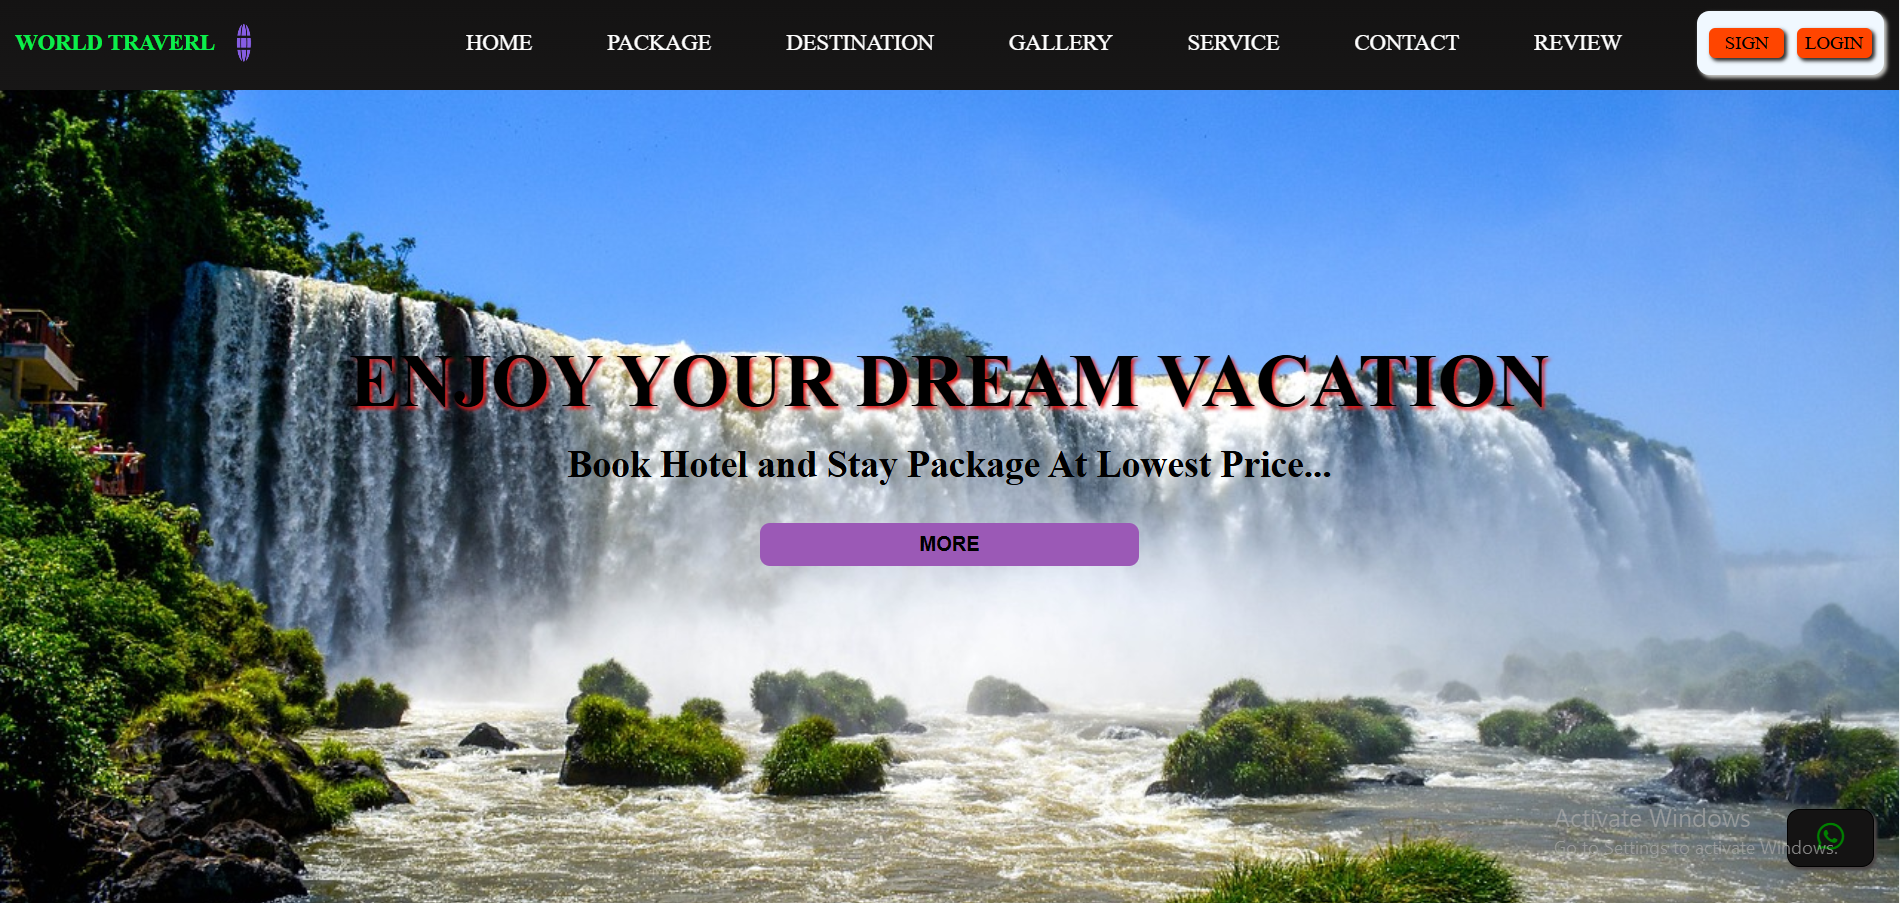 WORLD TRAVERL
HOME PACKAGE DESTINATION GALLERY SERVICE CONTACT REVIEW
SIGN LOGIN
ENJOY YOUR DREAM VACATION
Book Hotel and Stay Package At Lowest Price...
MORE
Activate Windows
Go to Settings to activate Windows.